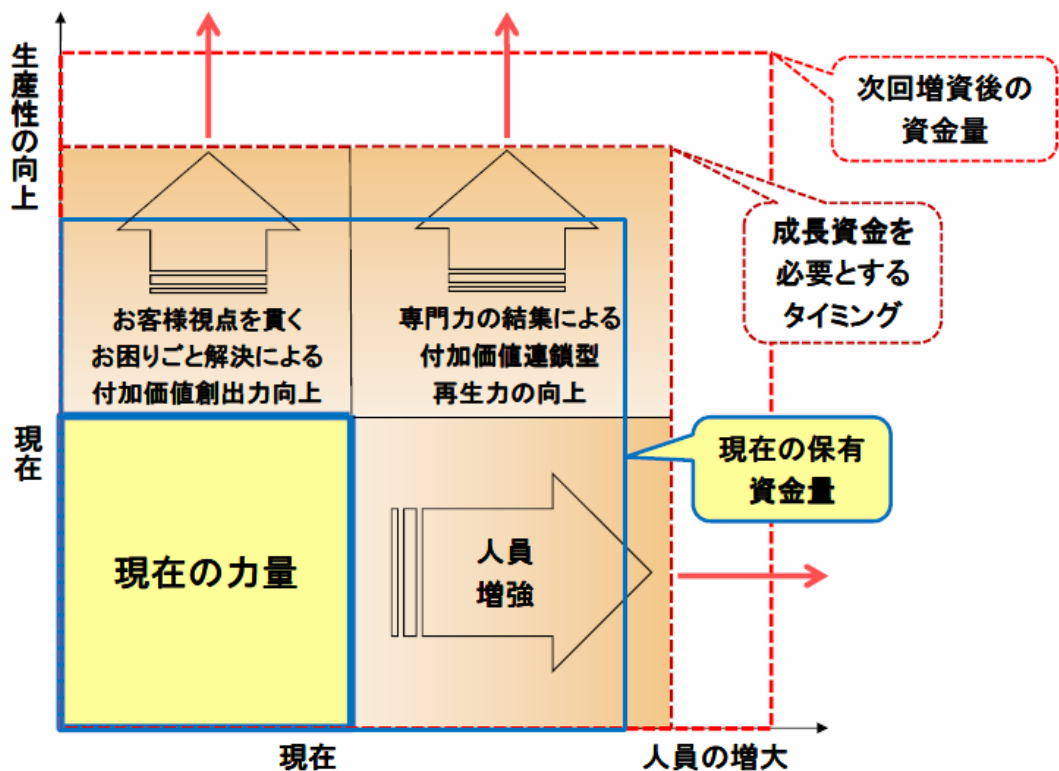 生産性の向上
次回増資後の
資金量
成長資金を
必要とする
タイミング
お客様視点を貫く
お困りごと解決による
付加価値創出力向上
専門力の結集による
付加価値連鎖型
再生力の向上
現在
現在の保有
資金量
現在の力量
人員
増強
現在
人員の増大